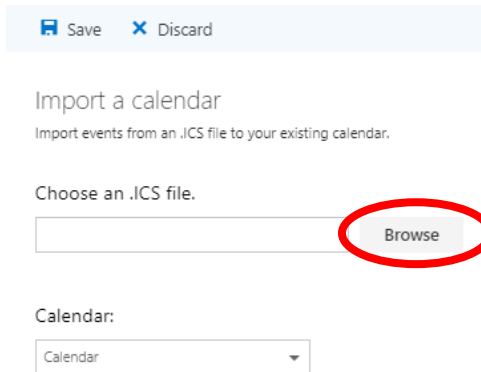 Save Discard
Import a calendar
Import events from an .ICS file to your existing calendar.
Choose an .ICS file.
Browse
Calendar:
Calendar